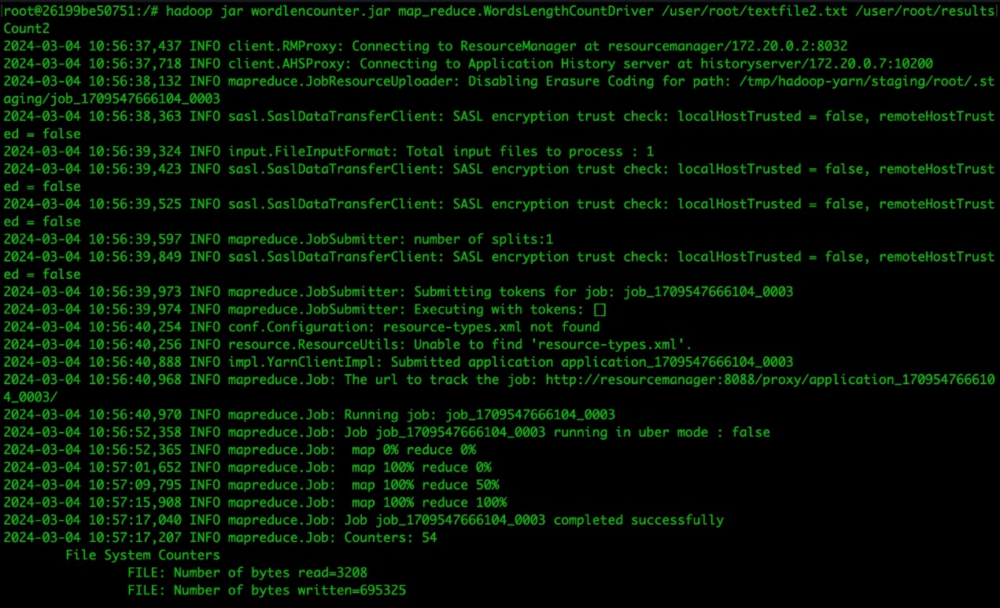 root@26199be50751:/# hadoop jar wordlencounter.jar map_reduce.WordsLengthCountDriver /user/root/textfile2.txt /user/root/results
Count2
2024-03-04 10:56:37,437 INFO client.RMProxy: Connecting to ResourceManager at resourcemanager/172.20.0.2:8032
2024-03-04 10:56:37,718 INFO client.AHSProxy: Connecting to Application History server at historyserver/172.20.0.7:10200
2024-03-04 10:56:38,132 INFO mapreduce.JobResourceUploader: Disabling Erasure Coding for path: /tmp/hadoop-yarn/staging/root/.st
aging/job_1709547666104_0003
2024-03-04 10:56:38,363 INFO sasl.SaslDataTransferClient: SASL encryption trust check: localHostTrusted = false, remoteHostTrust
ed = false
2024-03-04 10:56:39,324 INFO input.FileInputFormat: Total input files to process : 1
2024-03-04 10:56:39,423 INFO sasl.SaslDataTransferClient: SASL encryption trust check: localHostTrusted = false, remoteHostTrust
ed = false
2024-03-04 10:56:39,525 INFO sasl.SaslDataTransferClient: SASL encryption trust check: localHostTrusted = false, remoteHostTrust
ed = false
2024-03-04 10:56:39,597 INFO mapreduce.JobSubmitter: number of splits:1
2024-03-04 10:56:39,849 INFO sasl.SaslDataTransferClient: SASL encryption trust check: localHostTrusted = false, remoteHostTrust
ed = false
2024-03-04 10:56:39,973 INFO mapreduce.JobSubmitter: Submitting tokens for job: job_1709547666104_0003
2024-03-04 10:56:39,974 INFO mapreduce.JobSubmitter: Executing with tokens: []
2024-03-04 10:56:40,254 INFO conf.Configuration: resource-types.xml not found
2024-03-04 10:56:40,256 INFO resource.ResourceUtils: Unable to find 'resource-types.xml'.
2024-03-04 10:56:40,888 INFO impl.YarnClientImpl: Submitted application application_1709547666104_0003
2024-03-04 10:56:40,968 INFO mapreduce.Job: The url to track the job: http://resourcemanager:8088/proxy/application_170954766610
4_0003/
2024-03-04 10:56:40,970 INFO mapreduce.Job: Running job: job_1709547666104_0003
2024-03-04 10:56:52,358 INFO mapreduce.Job: Job job_1709547666104_0003 running in uber mode : false
2024-03-04 10:56:52,365 INFO mapreduce.Job:  map 0% reduce 0%
2024-03-04 10:57:01,652 INFO mapreduce.Job:  map 100% reduce 0%
2024-03-04 10:57:09,795 INFO mapreduce.Job:  map 100% reduce 50%
2024-03-04 10:57:15,908 INFO mapreduce.Job:  map 100% reduce 100%
2024-03-04 10:57:17,040 INFO mapreduce.Job: Job job_1709547666104_0003 completed successfully
2024-03-04 10:57:17,207 INFO mapreduce.Job: Counters: 54
File System Counters
FILE: Number of bytes read=3208
FILE: Number of bytes written=695325